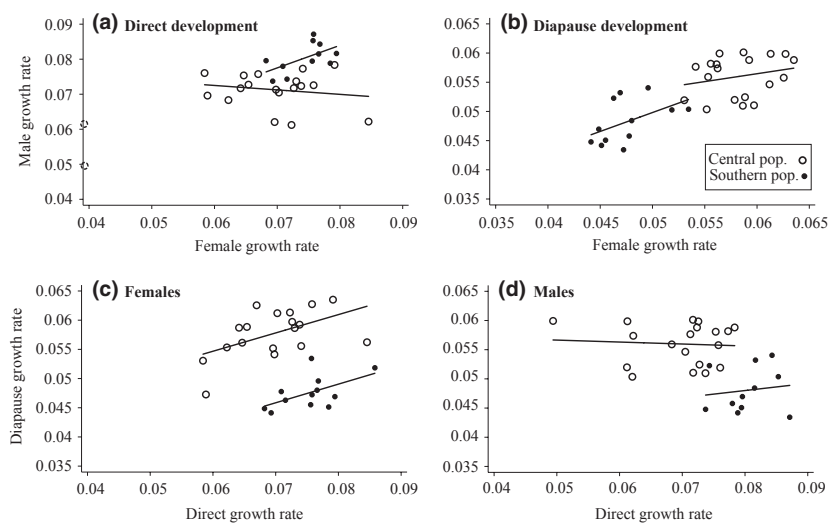 (a) Direct development
0.09
0.08
0.07
0.06
0.05
0.04
Male growth rate
0.04 0.05 0.06 0.07 0.08 0.09
Female growth rate
(b) Diapause development
0.065
0.06
0.055
0.05
0.045
0.04
0.035
Central pop.
Southern pop.
0.035 0.04 0.045 0.05 0.055 0.06 0.065
Female growth rate
(c) Females
0.065
0.06
0.055
0.05
0.045
0.04
0.035
Diapause growth rate
0.04 0.05 0.06 0.07 0.08 0.09
Direct growth rate
(d) Males
0.065
0.06
0.055
0.05
0.045
0.04
0.035
0.04 0.05 0.06 0.07 0.08 0.09
Direct growth rate